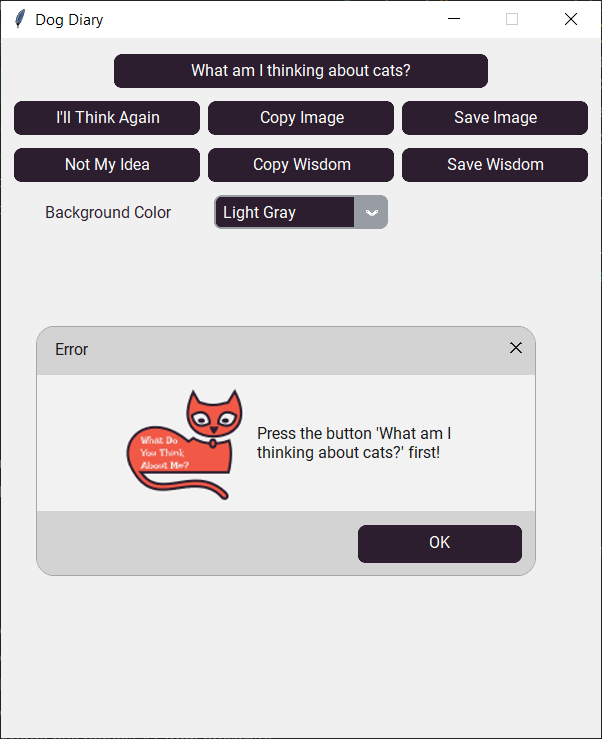 Dog Diary
What am I thinking about cats?
I'll Think Again
Copy Image
Save Image
Not My Idea
Copy Wisdom
Save Wisdom
Background Color
Light Gray
Error
What Do
You Think
About Me?
Press the button 'What am I
thinking about cats?' first!
OK